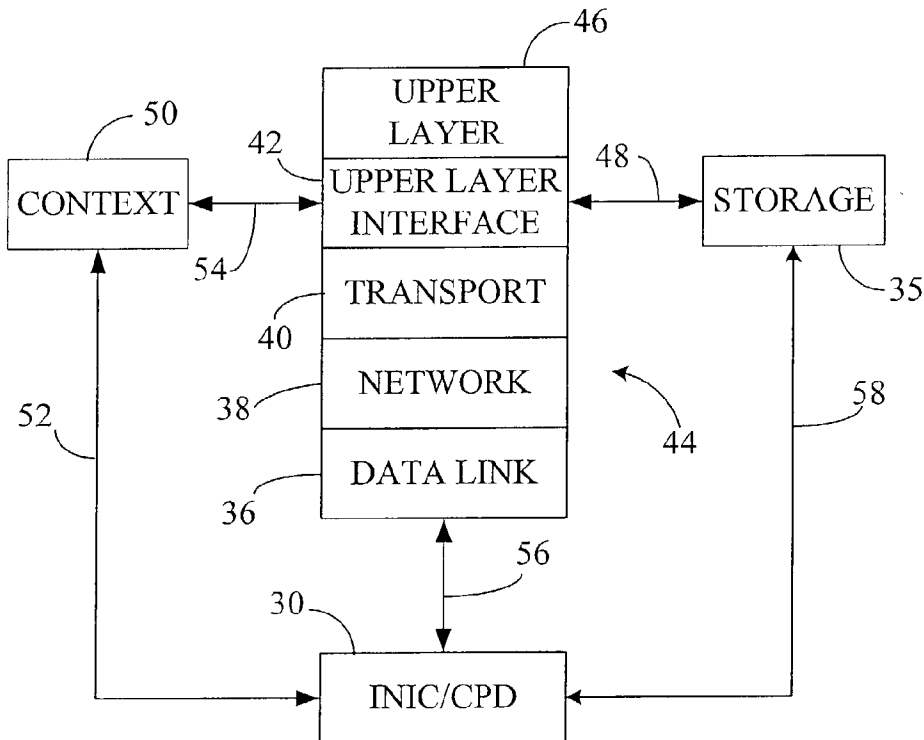 46
UPPER
LAYER
50
42
48
CONTEXT
UPPER LAYER
INTERFACE
STORAGE
54
35
TRANSPORT
40
NETWORK
38
52
58
44
DATA LINK
36
56
30
INIC/CPD